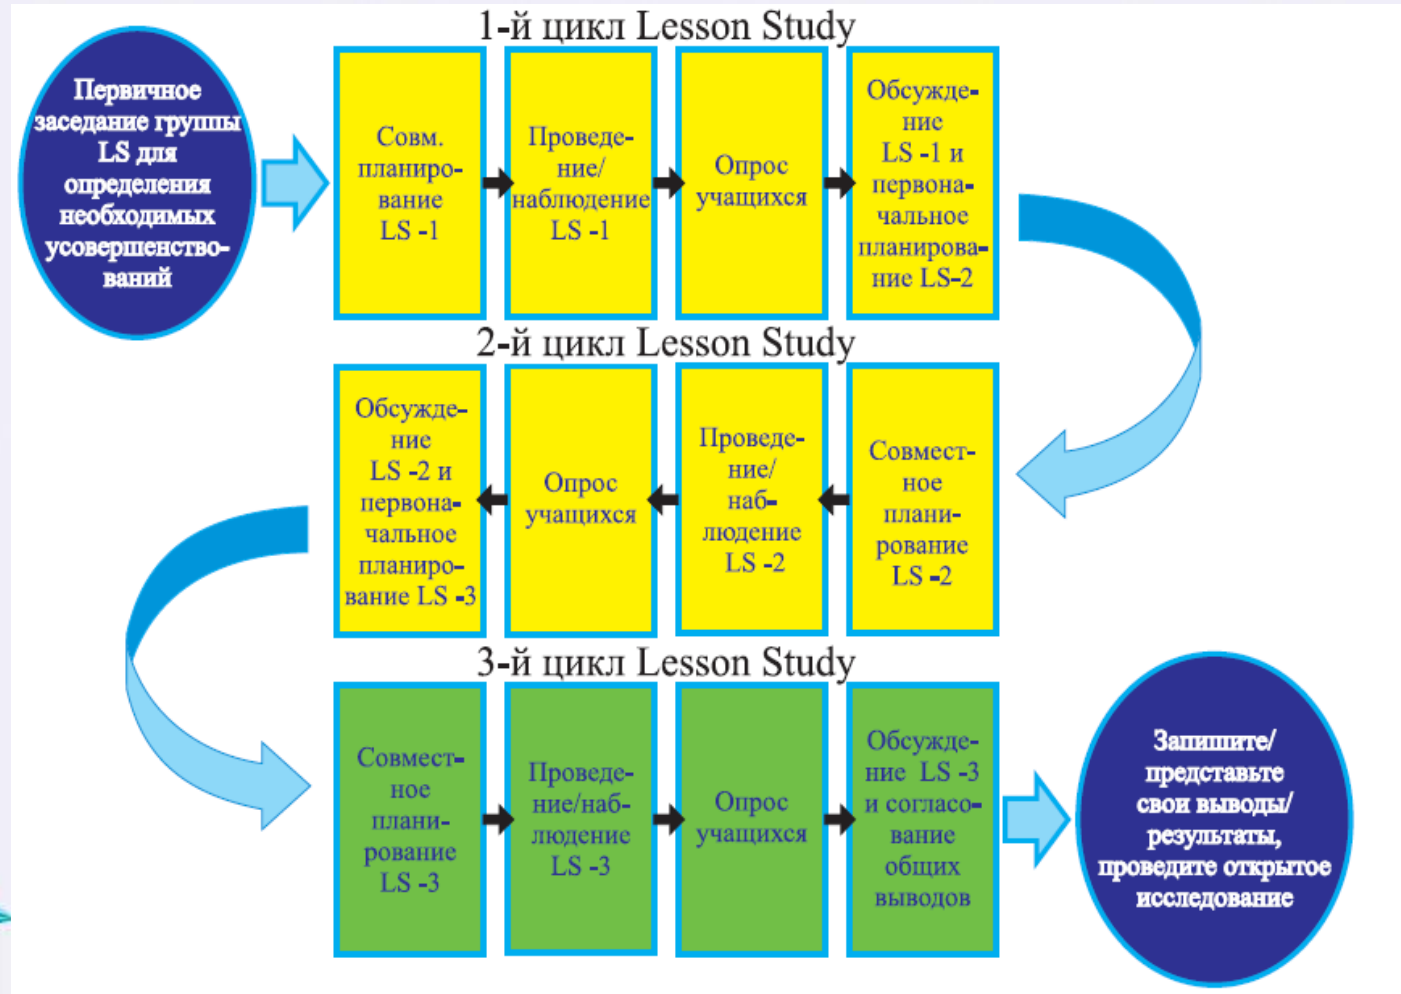 1-й цикл Lesson Study
Первичное
заседание группы
LS для
определения
необходимых
усовершенство-
ваний
Совм.
планиро-
вание
LS -1
Проведе-
ние/
наблюдение
LS -1
Опрос
учащихся
Обсужде-
ние
LS -1 и
первона-
чальное
планирова-
ние LS-2
2-й цикл Lesson Study
Совмест-
ное
плани-
рование
LS -2
Проведе-
ние/
наб-
людение
LS -2
Опрос
учащихся
Обсужде-
ние
LS -2 и
первона-
чальное
планиро-
вание LS -3
3-й цикл Lesson Study
Совмест-
ное
плани-
рование
LS -3
Проведе-
ние/наб-
людение
LS -3
Опрос
учащихся
Обсужде-
ние LS -3
и согласо-
вание
общих
выводов
Запишите/
представьте
свои выводы/
результаты,
проведите открытое
исследование